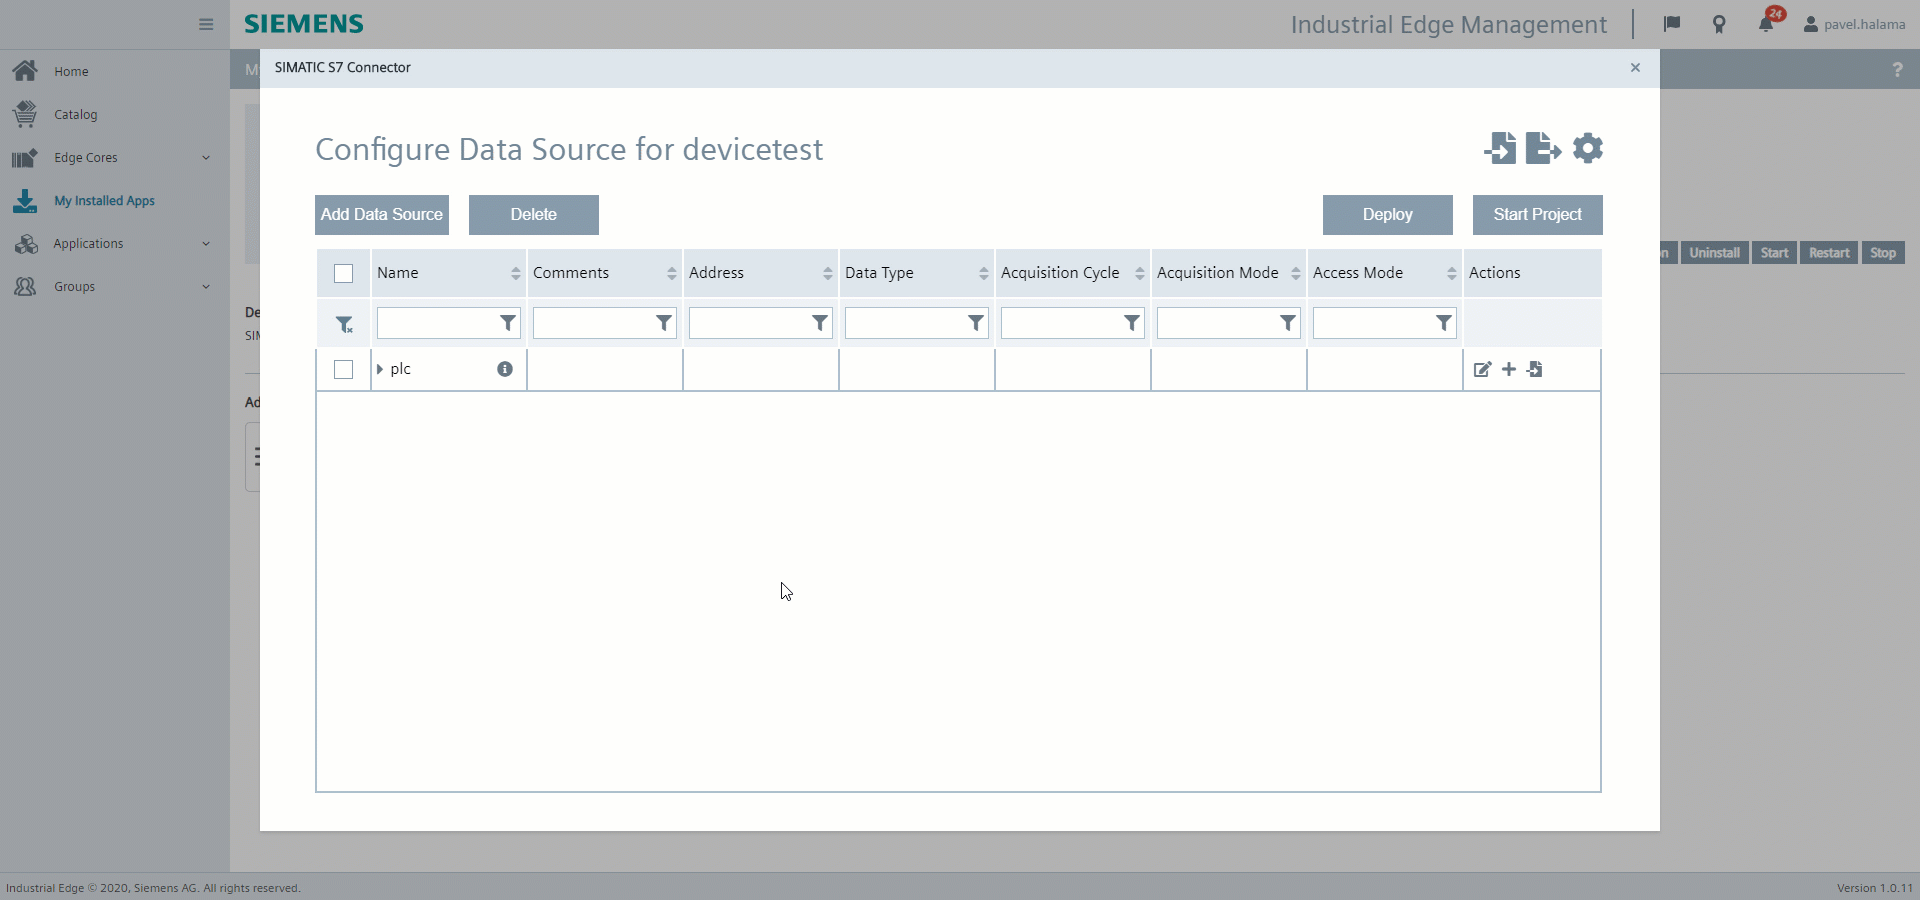 SIEMENS
Industrial Edge Management
24
pavel.halama
Home
Catalog
Edge Cores
My Installed Apps
Applications
Groups
SIMATIC S7 Connector
×
?
Configure Data Source for devicetest
Add Data Source
Delete
Deploy
Start Project
Name
Comments
Address
Data Type
Acquisition Cycle
Acquisition Mode
Access Mode
Actions
plc
Uninstall
Start
Restart
Stop
Industrial Edge © 2020, Siemens AG. All rights reserved.
Version 1.0.11